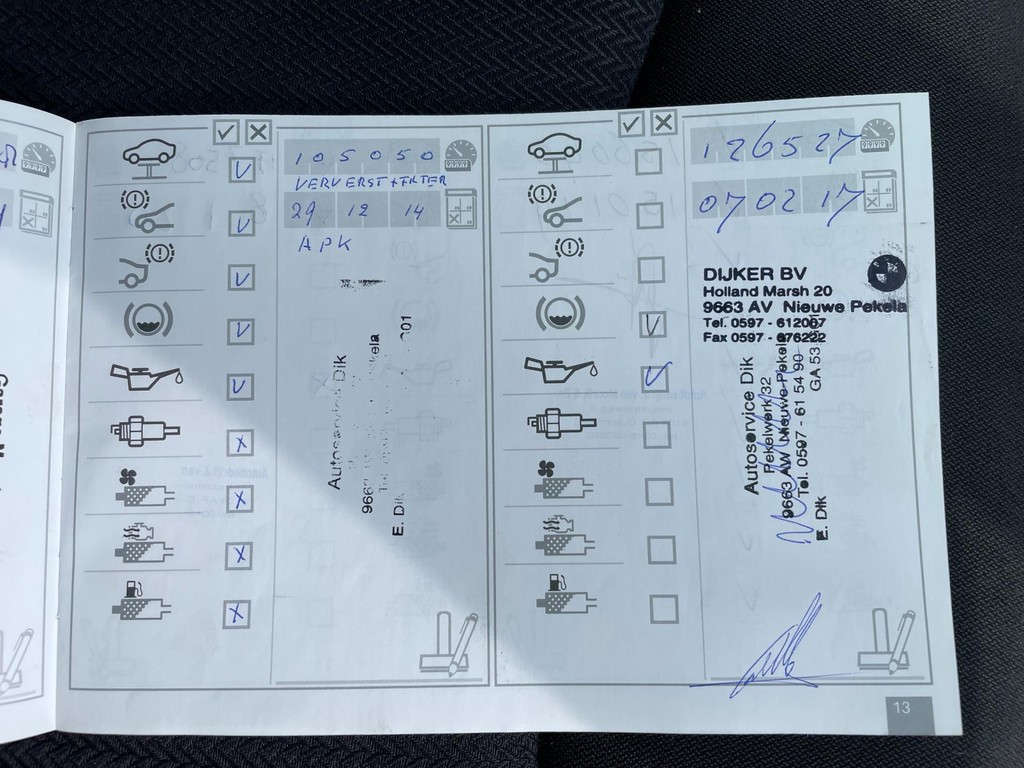 105050
VERVERST + FILTER
29 12 14
APK
Autoservice Dik
E. Dik
126527
07 02 17
DIJKER BV
Holland Marsh 20
9663 AV Nieuwe Pekela
Tel. 0597 - 612067
Fax 0597 - 676222
Autoservice Dik
Pekelwerk 32
9663 AW Nieuwe Pekela
Tel. 0597 - 61 54 90
E. Dik
GA 53
13